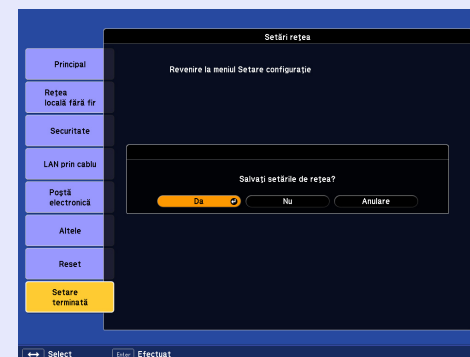 Setări rețea
Principal
Revenire la meniul Setare configurație
Rețea
locală fără fir
Securitate
LAN prin cablu
Salvați setările de rețea?
Da
Nu
Anulare
Poștă
electronică
Altele
Reset
Setare
terminată
Select
Enter Efectuat